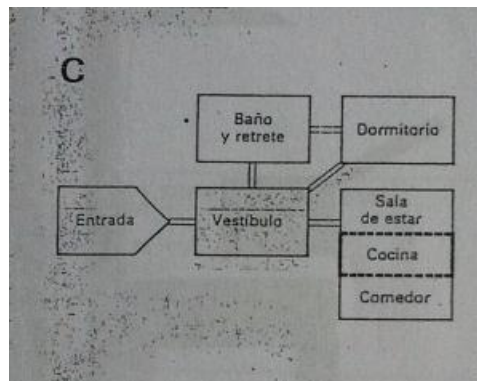 C
Baño
y retrete
Dormitorio
Entrada
Vestíbulo
Sala
de estar
Cocina
Comedor